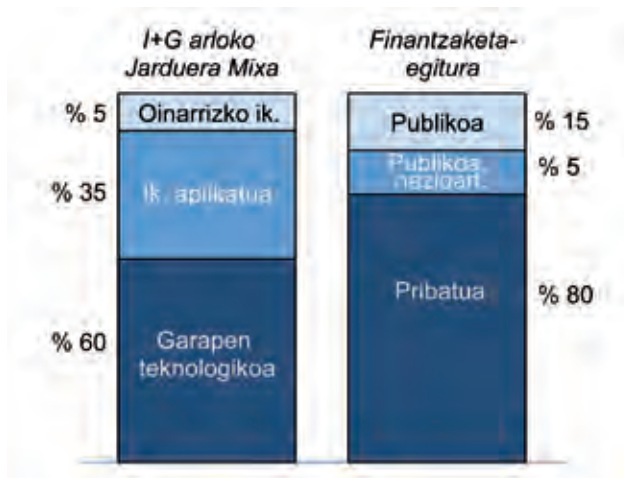 I+G arloko
Jarduera Mixa
% 5
Oinarrizko ik.
% 35
Ik. aplikatua
% 60
Garapen
teknologikoa
Finantzaketa-
egitura
Publikoa
% 15
Publikoa
nazioart.
% 5
Pribatua
% 80